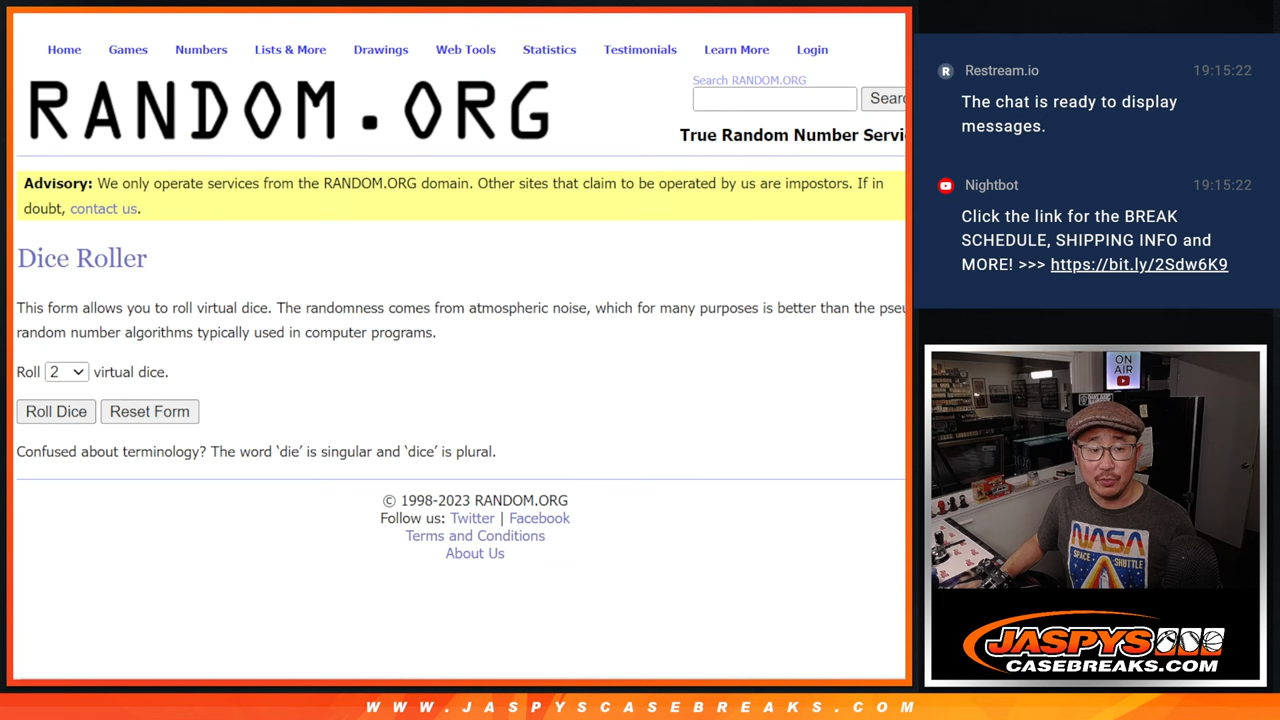 Home Games Numbers Lists & More Drawings Web Tools Statistics Testimonials Learn More Login
RANDOM.ORG
Search RANDOM.ORG
Searc
True Random Number Servi
Advisory: We only operate services from the RANDOM.ORG domain. Other sites that claim to be operated by us are impostors. If in
doubt, contact us.
Dice Roller
This form allows you to roll virtual dice. The randomness comes from atmospheric noise, which for many purposes is better than the pseu
random number algorithms typically used in computer programs.
Roll 2 virtual dice.
Roll Dice Reset Form
Confused about terminology? The word ‘die’ is singular and ‘dice’ is plural.
© 1998-2023 RANDOM.ORG
Follow us: Twitter | Facebook
Terms and Conditions
About Us
R Restream.io 19:15:22
The chat is ready to display
messages.
Nightbot 19:15:22
Click the link for the BREAK
SCHEDULE, SHIPPING INFO and
MORE! >>> https://bit.ly/2Sdw6K9
ON
AIR
NASA
SPACE SHUTTLE
JASPYS
CASEBREAKS.COM
WWW.JASPYSCASEBREAKS.COM